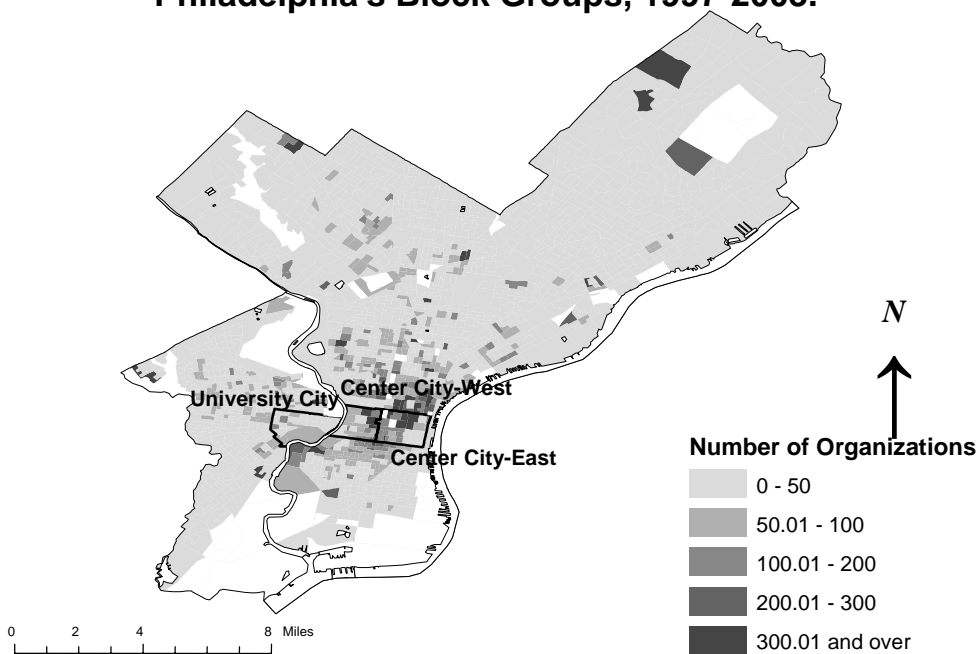 Philadelphia's Block Groups, 1997-2003.
N
Center City-West
University City
Center City-East
Number of Organizations
0 - 50
50.01 - 100
100.01 - 200
200.01 - 300
300.01 and over
0 2 4 8 Miles